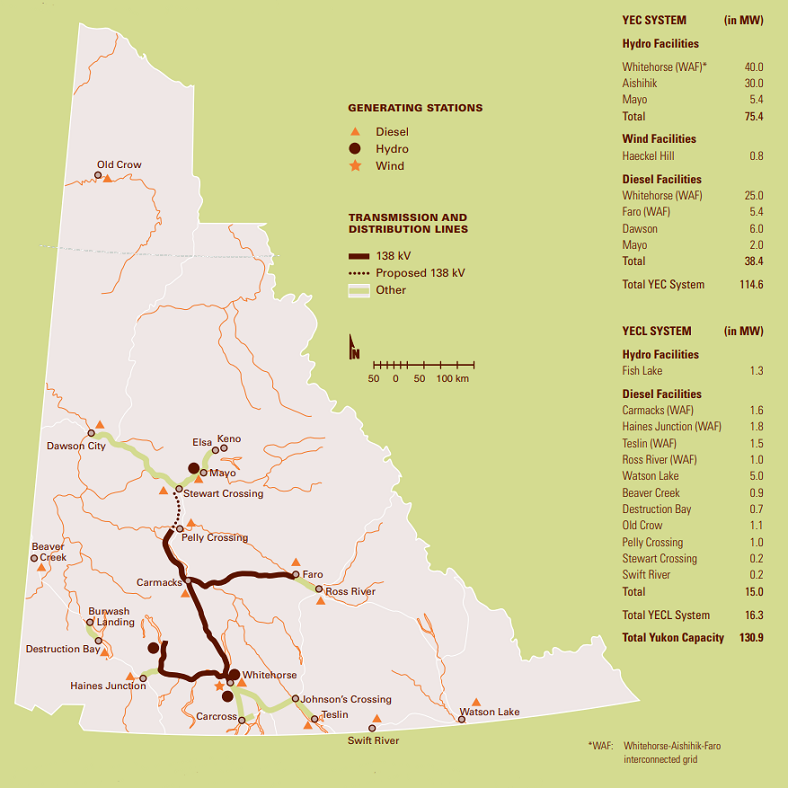 YEC SYSTEM (in MW)
Hydro Facilities
Whitehorse (WAF)* 40.0
Aishihik 30.0
Mayo 5.4
Total 75.4
Wind Facilities
Haeckel Hill 0.8
Diesel Facilities
Whitehorse (WAF) 25.0
Faro (WAF) 5.4
Dawson 6.0
Mayo 2.0
Total 38.4
Total YEC System 114.6
YECL SYSTEM (in MW)
Hydro Facilities
Fish Lake 1.3
Diesel Facilities
Carmacks (WAF) 1.6
Haines Junction (WAF) 1.8
Teslin (WAF) 1.5
Ross River (WAF) 1.0
Watson Lake 5.0
Beaver Creek 0.9
Destruction Bay 0.7
Old Crow 1.1
Pelly Crossing 1.0
Stewart Crossing 0.2
Swift River 0.2
Total 15.0
Total YECL System 16.3
Total Yukon Capacity 130.9
*WAF: Whitehorse-Aishihik-Faro
interconnected grid
GENERATING STATIONS
Diesel
Hydro
Wind
TRANSMISSION AND
DISTRIBUTION LINES
138 kV
Proposed 138 kV
Other
N
50 0 50 100 km
Old Crow
Dawson City
Elsa
Keno
Mayo
Stewart Crossing
Pelly Crossing
Beaver
Creek
Carmacks
Faro
Ross River
Burwash
Landing
Destruction Bay
Haines Junction
Whitehorse
Johnson's Crossing
Carcross
Teslin
Watson Lake
Swift River